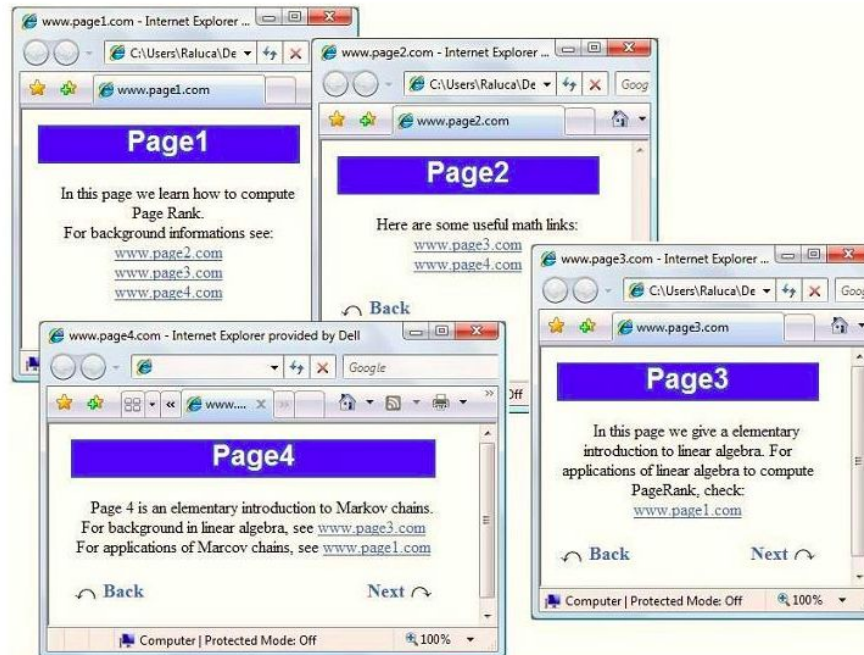 www.page1.com - Internet Explorer ...
C:\Users\Raluca\De
www.page1.com
Page1
In this page we learn how to compute
Page Rank.
For background informations see:
www.page2.com
www.page3.com
www.page4.com
www.page2.com - Internet Explorer ...
C:\Users\Raluca\De
Goog
www.page2.com
Page2
Here are some useful math links:
www.page3.com
www.page4.com
Back
Off
www.page3.com - Internet Explorer ...
C:\Users\Raluca\De
Goog
www.page3.com
Page3
In this page we give a elementary
introduction to linear algebra. For
applications of linear algebra to compute
PageRank, check:
www.page1.com
Back Next
Computer | Protected Mode: Off 100%
www.page4.com - Internet Explorer provided by Dell
Google
www....
Page4
Page 4 is an elementary introduction to Markov chains.
For background in linear algebra, see www.page3.com
For applications of Marcov chains, see www.page1.com
Back Next
Computer | Protected Mode: Off 100%